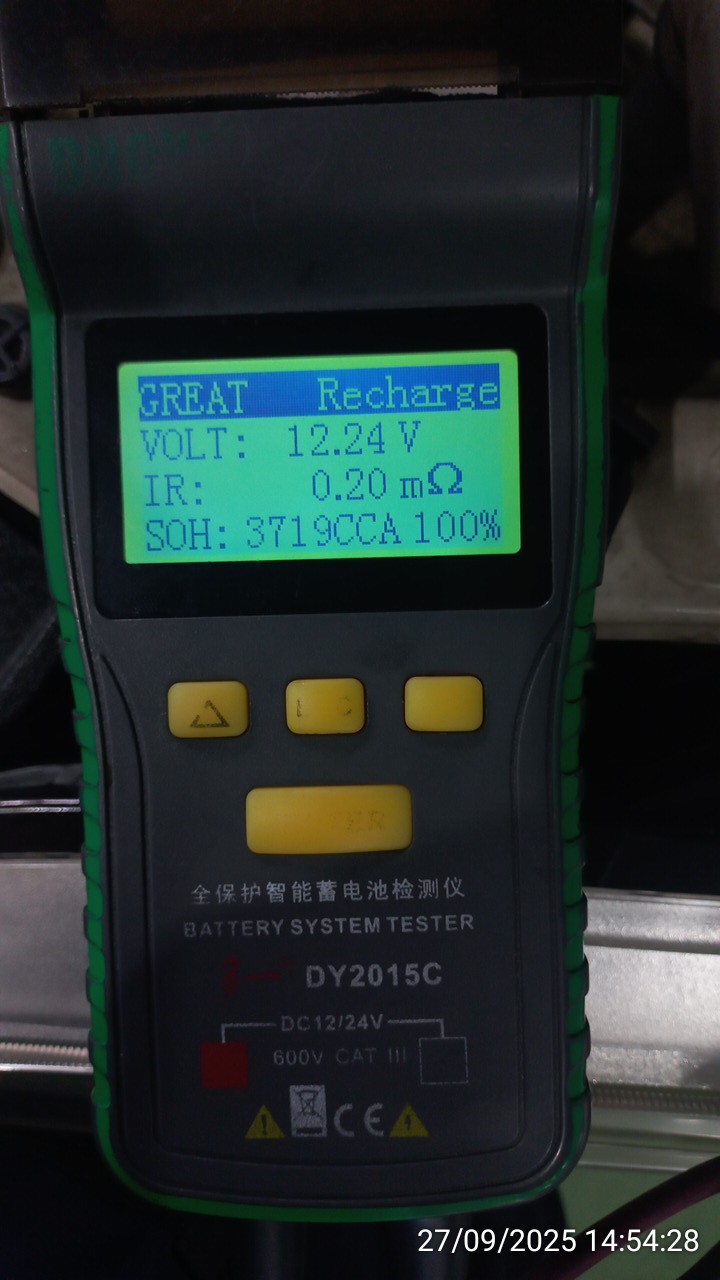 GREAT Recharge
VOLT: 12.24 V
IR: 0.20 mΩ
SOH: 3719CCA 100%
全保护智能蓄电池检测仪
BATTERY SYSTEM TESTER
DY2015C
DC12/24V
600V CAT III
CE
27/09/2025 14:54:28